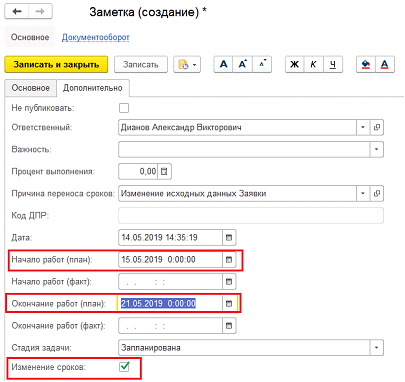 Заметка (создание) *
Основное Документооборот
Записать и закрыть Записать А А А Ж К Ч А
Основное Дополнительно
Не публиковать:
Ответственный: Дианов Александр Викторович
Важность:
Процент выполнения: 0,00
Причина переноса сроков: Изменение исходных данных Заявки
Код ДПР:
Дата: 14.05.2019 14:35:19
Начало работ (план): 15.05.2019 0:00:00
Начало работ (факт): . . : :
Окончание работ (план): 21.05.2019 0:00:00
Окончание работ (факт): . . : :
Стадия задачи: Запланирована
Изменение сроков: